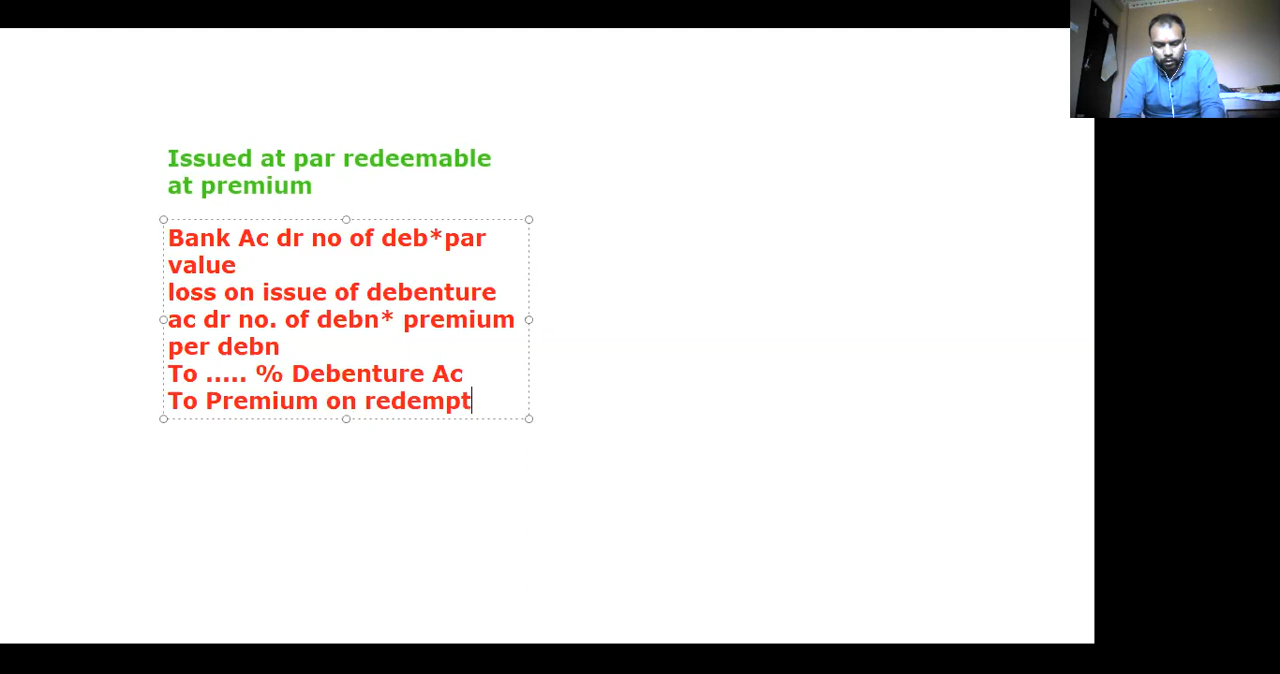 Issued at par redeemable
at premium
Bank Ac dr no of deb*par
value
loss on issue of debenture
ac dr no. of debn* premium
per debn
To ..... % Debenture Ac
To Premium on redempt